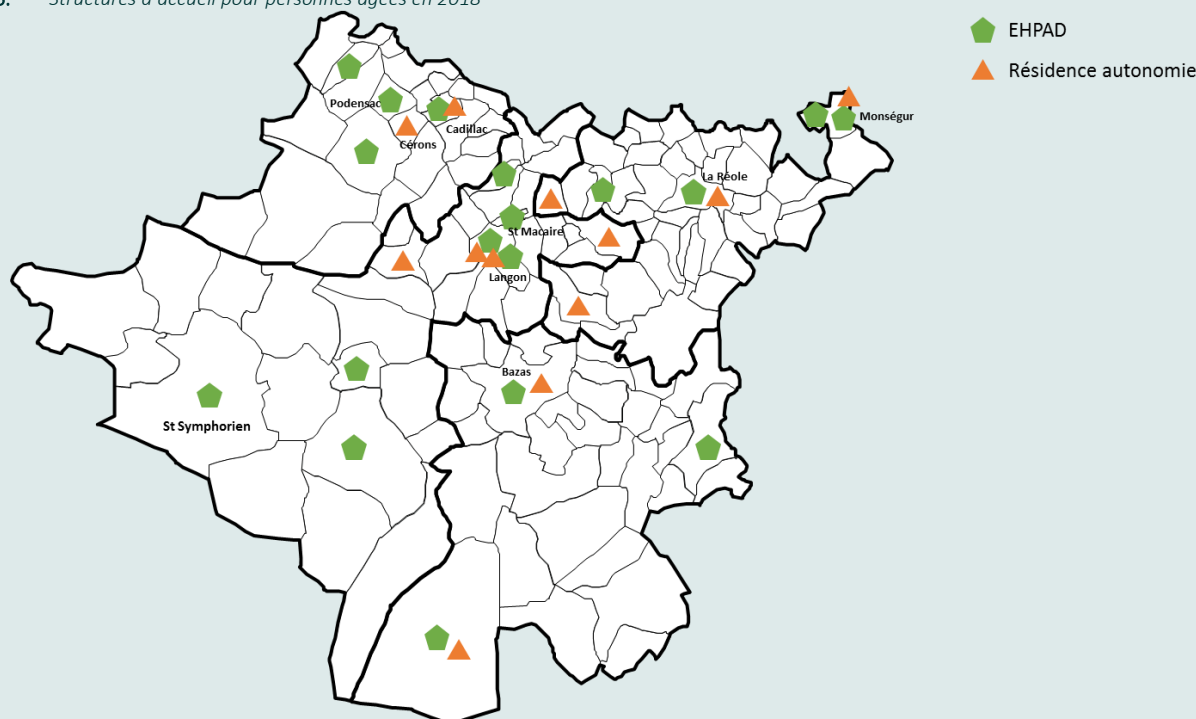 Structures d'accueil pour personnes âgées en 2018
EHPAD
Résidence autonomie
Podensac
Cadillac
Cérons
Monségur
La Réole
St Macaire
Langon
Bazas
St Symphorien